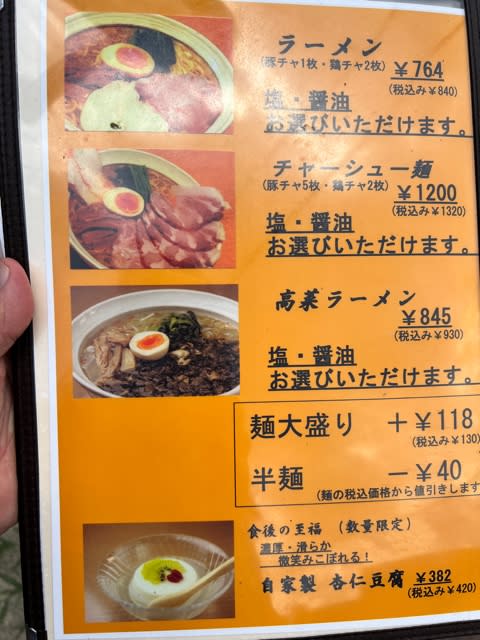 ラーメン
(豚チャ1枚・鶏チャ2枚) ¥764
(税込み¥840)
塩・醤油
お選びいただけます。
チャーシュー麺
(豚チャ5枚・鶏チャ2枚) ¥1200
(税込み¥1320)
塩・醤油
お選びいただけます。
高菜ラーメン
¥845
(税込み¥930)
塩・醤油
お選びいただけます。
麺大盛り +¥118
(税込み¥130)
半麺 -¥40
(麺の税込価格から値引きします
食後の至福 (数量限定)
濃厚・滑らか
微笑みこぼれる!
自家製 杏仁豆腐 ¥382
(税込み¥420)